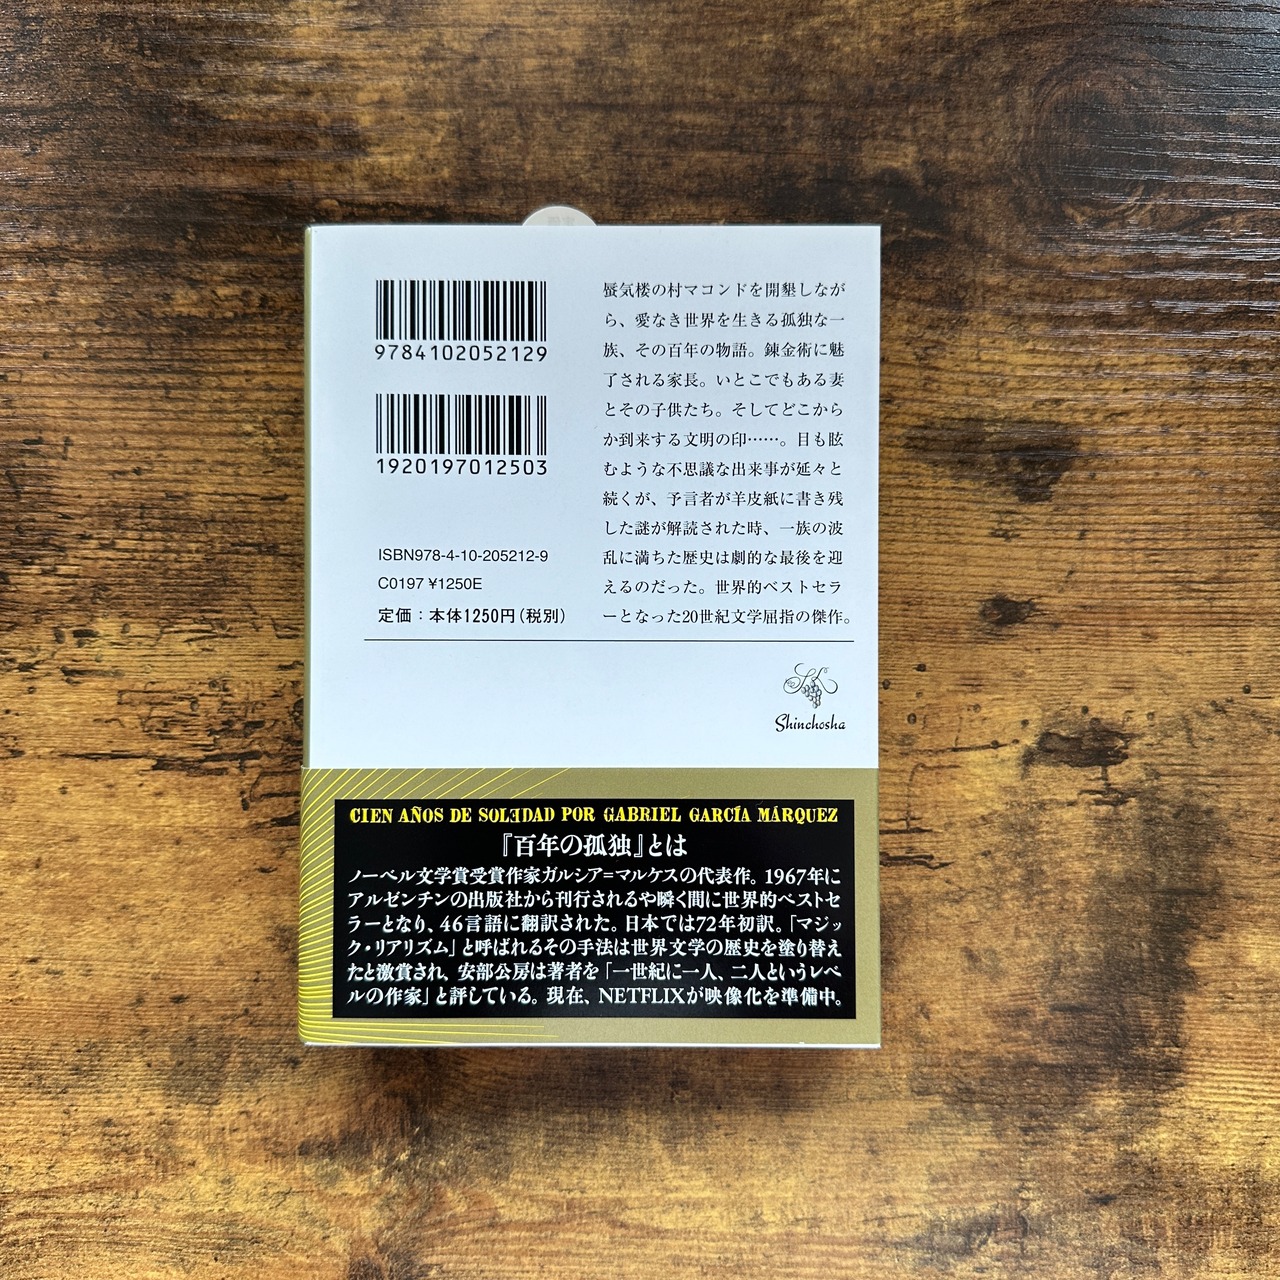 9784102052129
1920197012503
ISBN978-4-10-205212-9
C0197 ¥1250E
定価：本体1250円（税別）
蜃気楼の村マコンドを開墾しなが
ら、愛なき世界を生きる孤独な一
族、その百年の物語。錬金術に魅
了される家長。いとこでもある妻
とその子供たち。そしてどこから
か到来する文明の印……。目も眩
むような不思議な出来事が延々と
続くが、予言者が羊皮紙に書き残
した謎が解読された時、一族の波
乱に満ちた歴史は劇的な最後を迎
えるのだった。世界的ベストセラ
ーとなった20世紀文学屈指の傑作。
Shinchosha
CIEN AÑOS DE SOLEDAD POR GABRIEL GARCÍA MÁRQUEZ
『百年の孤独』とは
ノーベル文学賞受賞作家ガルシア=マルケスの代表作。1967年に
アルゼンチンの出版社から刊行されるや瞬く間に世界的ベストセ
ラーとなり、46言語に翻訳された。日本では72年初訳。「マジッ
ク・リアリズム」と呼ばれるその手法は世界文学の歴史を塗り替え
たと激賞され、安部公房は著者を「一世紀に一人、二人というレベ
ルの作家」と評している。現在、NETFLIXが映像化を準備中。